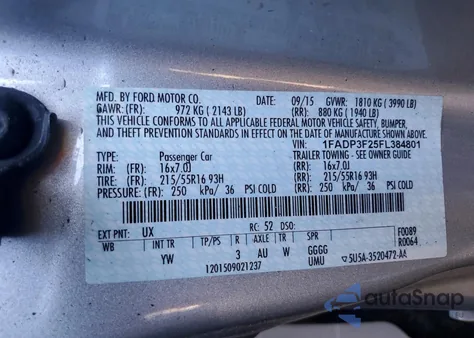 MFD. BY FORD MOTOR CO.
DATE: 09/15 GVWR: 1810 KG (3990 LB)
GAWR: (FR): 972 KG (2143 LB) (RR): 880 KG (1940 LB)
THIS VEHICLE CONFORMS TO ALL APPLICABLE FEDERAL MOTOR VEHICLE SAFETY, BUMPER,
AND THEFT PREVENTION STANDARDS IN EFFECT ON THE DATE OF MANUFACTURE SHOWN ABOVE.
VIN: 1FADP3F25FL384801
TYPE: Passenger Car TRAILER TOWING - SEE OWNER GUIDE
RIM: (FR) 16x7.0J (RR) 16x7.0J
TIRE: (FR) 215/55R16 93H (RR) 215/55R16 93H
PRESSURE: (FR) 250 kPa/ 36 PSI COLD (RR) 250 kPa/ 36 PSI COLD
EXT PNT: UX RC: 52 DSO: F0089
WB INT TR TP/PS R AXLE TR SPR R0064
YW 3 AU W GGGG
1201509021237 UMU 5U5A-3520472-AA
autoSnap